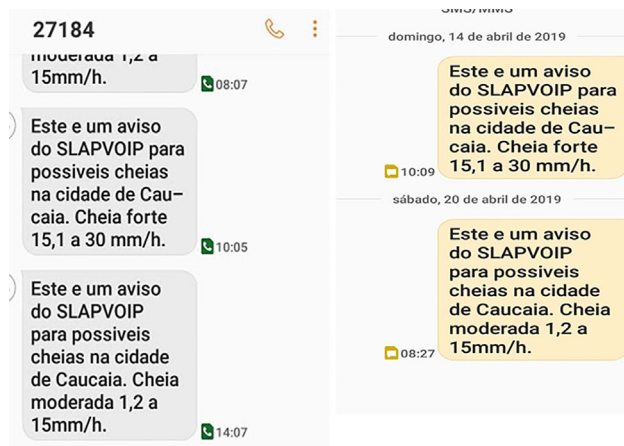 27184
moderada 1,2 a
15mm/h.
08:07
Este e um aviso
do SLAPVOIP para
possiveis cheias
na cidade de Cau–
caia. Cheia forte
15,1 a 30 mm/h.
10:05
Este e um aviso
do SLAPVOIP
para possiveis
cheias na cidade
de Caucaia. Cheia
moderada 1,2 a
15mm/h.
14:07
SMS/MMS
domingo, 14 de abril de 2019
Este e um aviso
do SLAPVOIP para
possiveis cheias
na cidade de Cau–
caia. Cheia forte
15,1 a 30 mm/h.
10:09
sábado, 20 de abril de 2019
Este e um aviso
do SLAPVOIP
para possiveis
cheias na cidade
de Caucaia. Cheia
moderada 1,2 a
15mm/h.
08:27